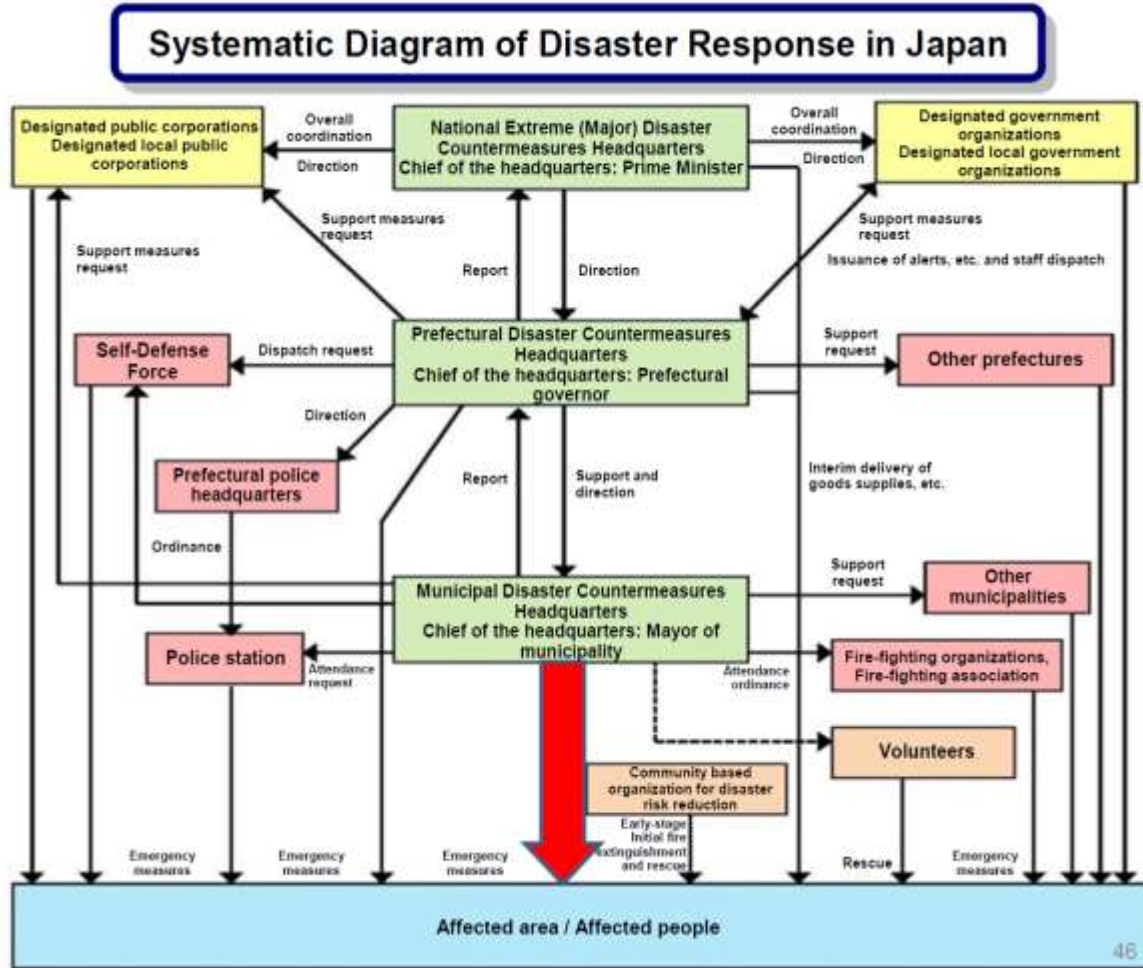 Systematic Diagram of Disaster Response in Japan
Designated public corporations
Designated local public
corporations
Overall
coordination
Direction
National Extreme (Major) Disaster
Countermeasures Headquarters
Chief of the headquarters: Prime Minister
Overall
coordination
Direction
Designated government
organizations
Designated local government
organizations
Support measures
request
Support measures
request
Report
Direction
Support measures
request
Issuance of alerts, etc. and staff dispatch
Self-Defense
Force
Dispatch request
Prefectural Disaster Countermeasures
Headquarters
Chief of the headquarters: Prefectural
governor
Support
request
Other prefectures
Direction
Prefectural police
headquarters
Report
Support and
direction
Interim delivery of
goods supplies, etc.
Ordinance
Municipal Disaster Countermeasures
Headquarters
Chief of the headquarters: Mayor of
municipality
Support
request
Other
municipalities
Police station
Attendance
request
Attendance
ordinance
Fire-fighting organizations,
Fire-fighting association
Volunteers
Community based
organization for disaster
risk reduction
Early-stage
Initial fire
extinguishment
and rescue
Emergency
measures
Emergency
measures
Emergency
measures
Rescue
Emergency
measures
Affected area / Affected people
46